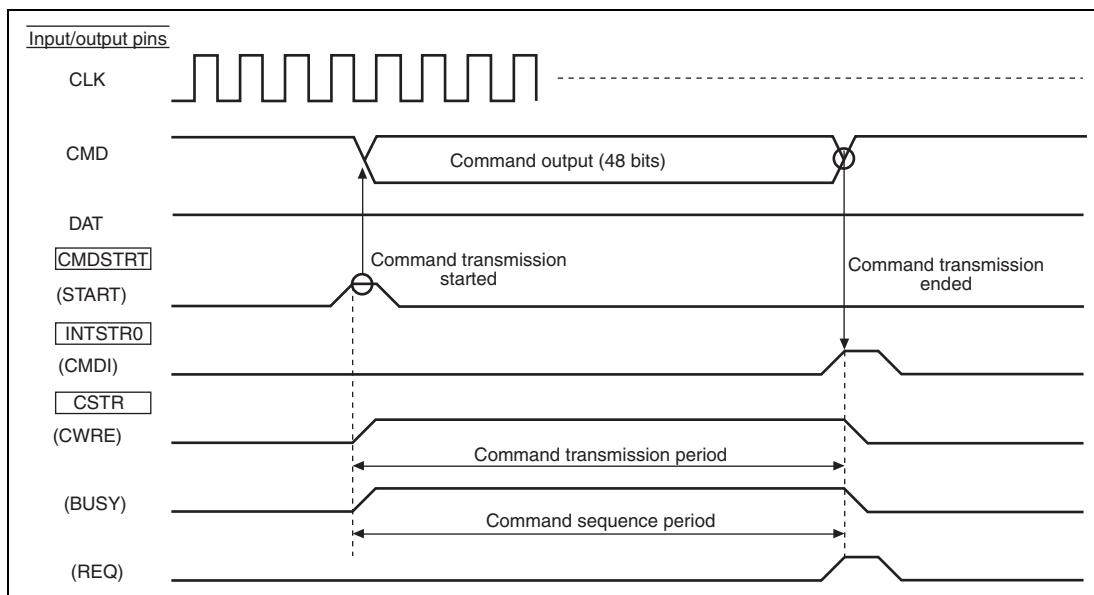 Input/output pins
CLK
CMD
Command output (48 bits)
DAT
CMDSTRT
(START)
Command transmission
started
Command transmission
ended
INTSTR0
(CMDI)
CSTR
(CWRE)
Command transmission period
(BUSY)
Command sequence period
(REQ)